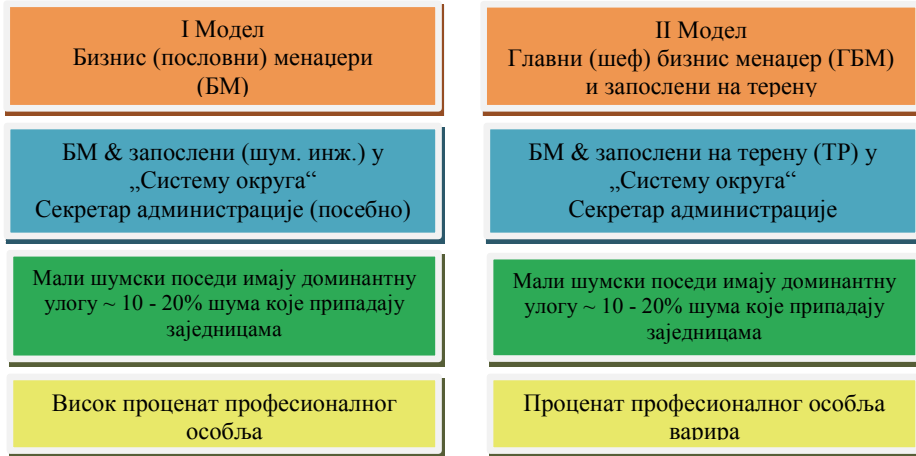 I Модел
Бизнис (пословни) менаџери
(БМ)
БМ & запослени (шум. инж.) у
„Систему округа“
Секретар администрације (посебно)
Мали шумски поседи имају доминантну
улогу ~ 10 - 20% шума које припадају
заједницама
Висок проценат професионалног
особља
II Модел
Главни (шеф) бизнис менаџер (ГБМ)
и запослени на терену
БМ & запослени на терену (ТР) у
„Систему округа“
Секретар администрације
Мали шумски поседи имају доминантну
улогу ~ 10 - 20% шума које припадају
заједницама
Проценат професионалног особља
варира